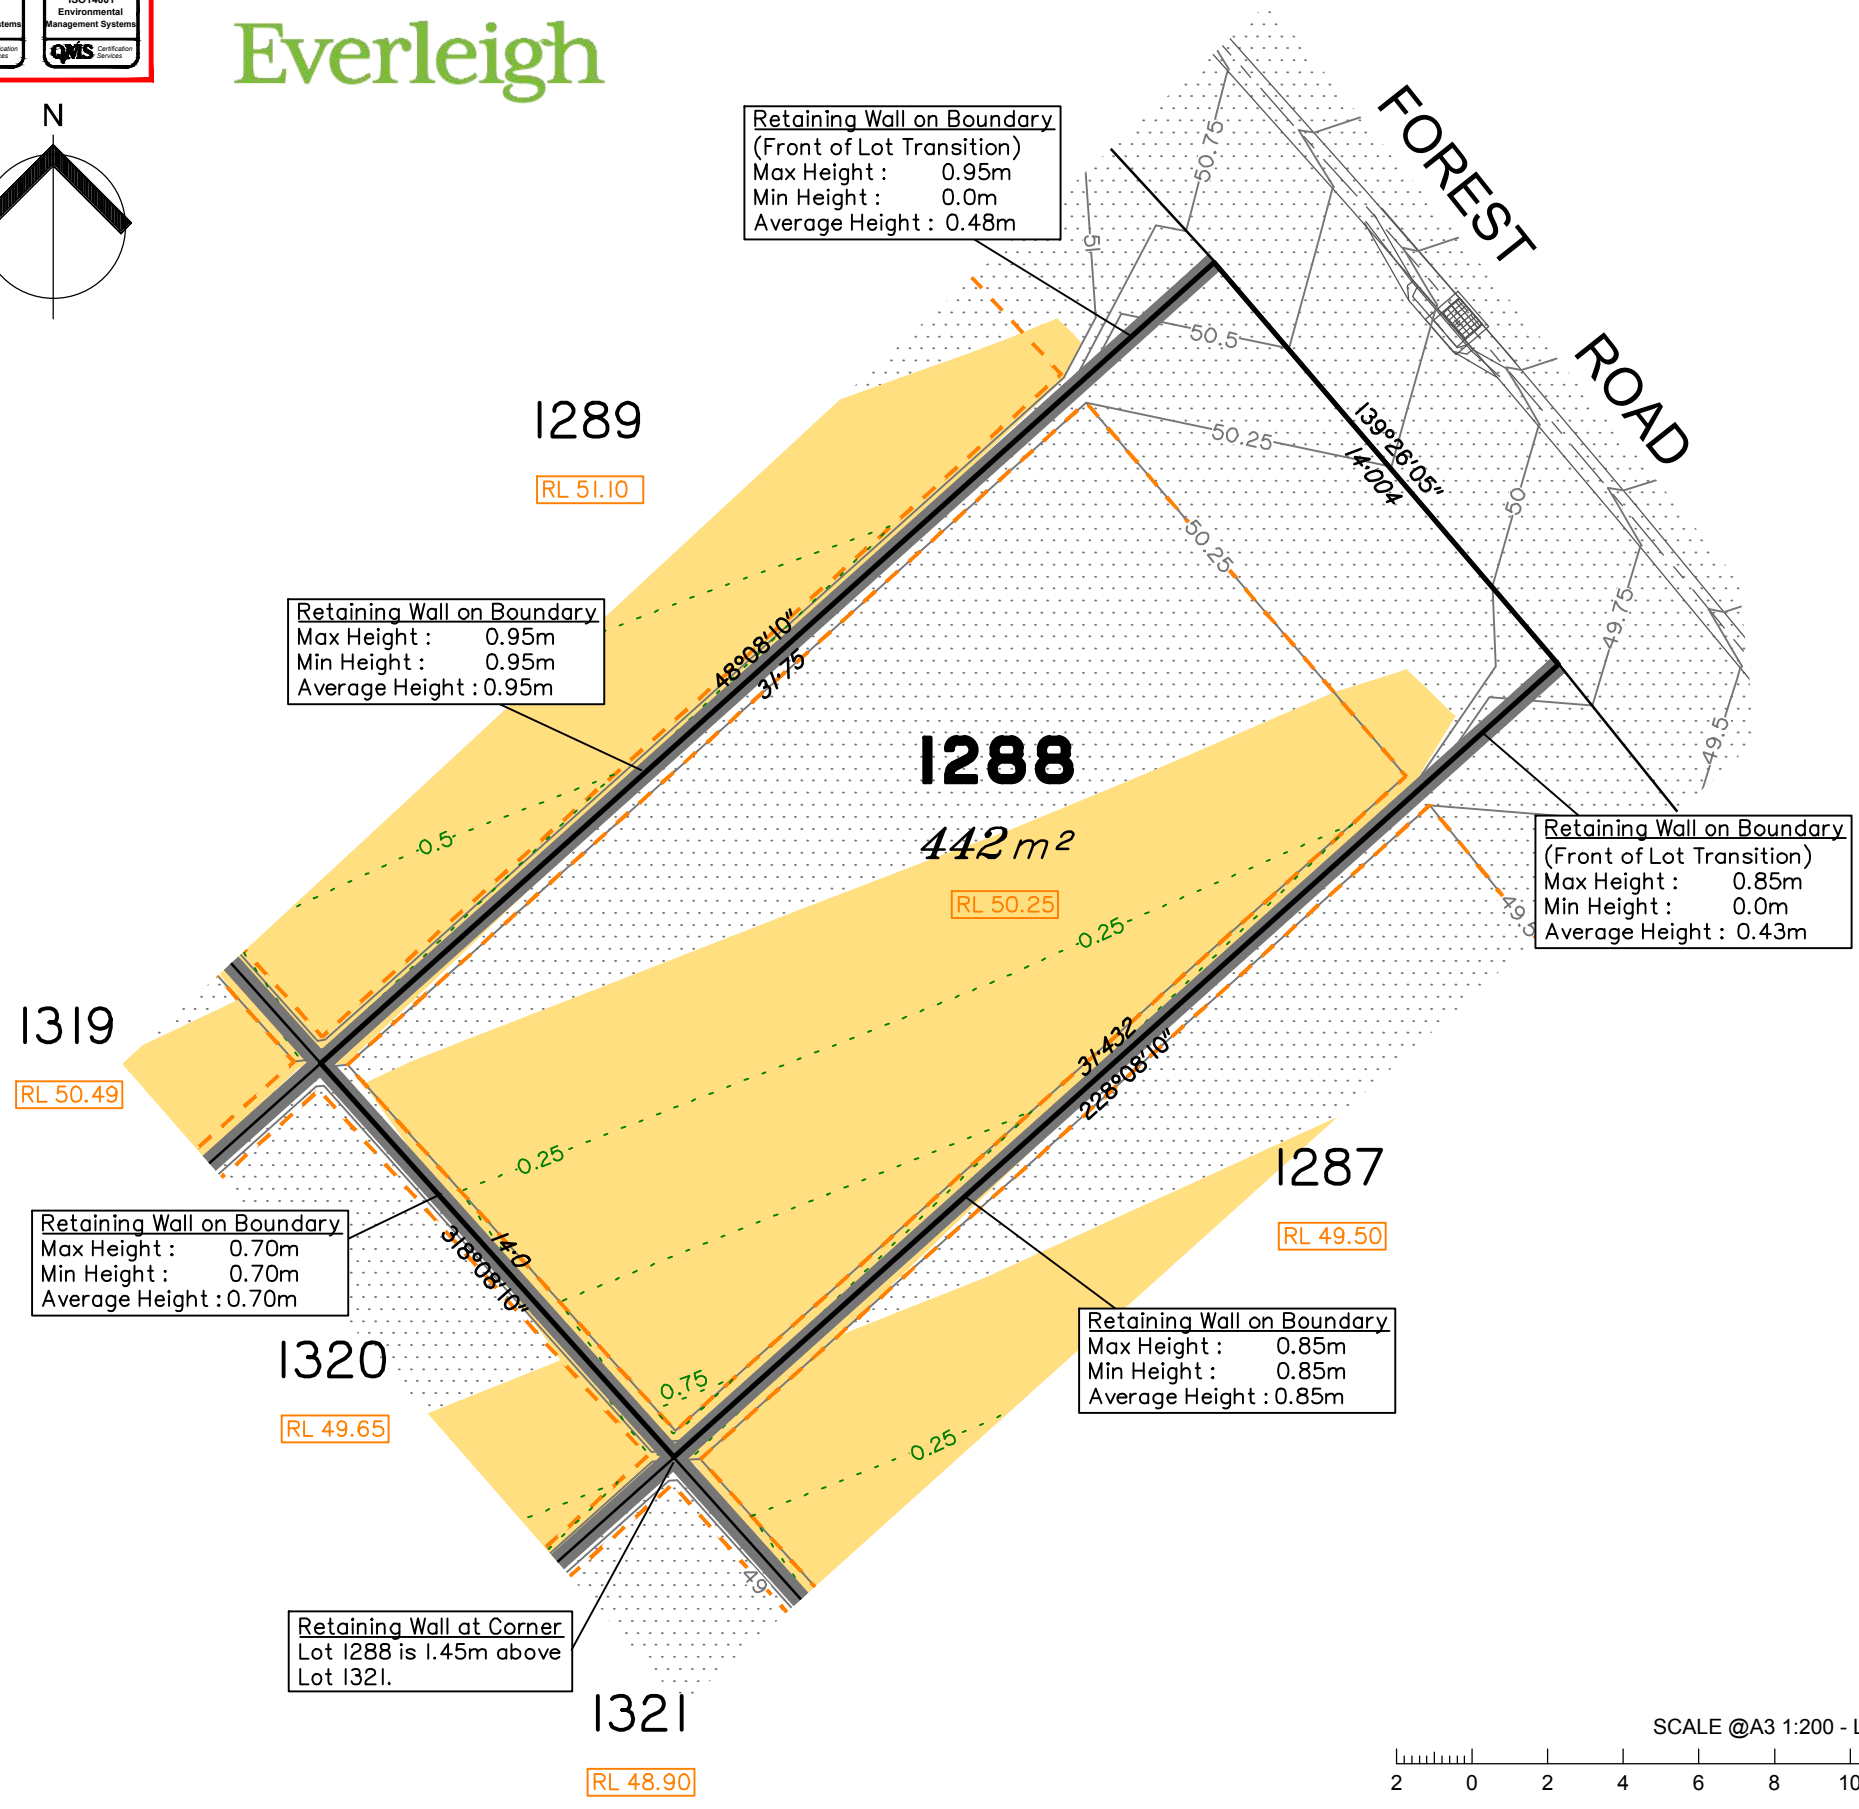 ISO14001
Environmental
Management Systems
QMS Certification
Services
Everleigh
N
FOREST
ROAD
Retaining Wall on Boundary
(Front of Lot Transition)
Max Height : 0.95m
Min Height : 0.0m
Average Height : 0.48m
50.75
51
50.5
50.25
139°26'05"
14·004
50
49.75
49.5
50.25
1289
RL 51.10
Retaining Wall on Boundary
Max Height : 0.95m
Min Height : 0.95m
Average Height : 0.95m
48°08'10"
31·75
0.5
1288
442 m²
RL 50.25
Retaining Wall on Boundary
(Front of Lot Transition)
Max Height : 0.85m
Min Height : 0.0m
Average Height : 0.43m
0.25
1319
RL 50.49
31·432
228°08'10"
0.25
1287
RL 49.50
Retaining Wall on Boundary
Max Height : 0.70m
Min Height : 0.70m
Average Height : 0.70m
14·0
318°08'10"
1320
RL 49.65
0.75
Retaining Wall on Boundary
Max Height : 0.85m
Min Height : 0.85m
Average Height : 0.85m
0.25
49
Retaining Wall at Corner
Lot 1288 is 1.45m above
Lot 1321.
1321
RL 48.90
SCALE @A3 1:200 - L
2 0 2 4 6 8 10